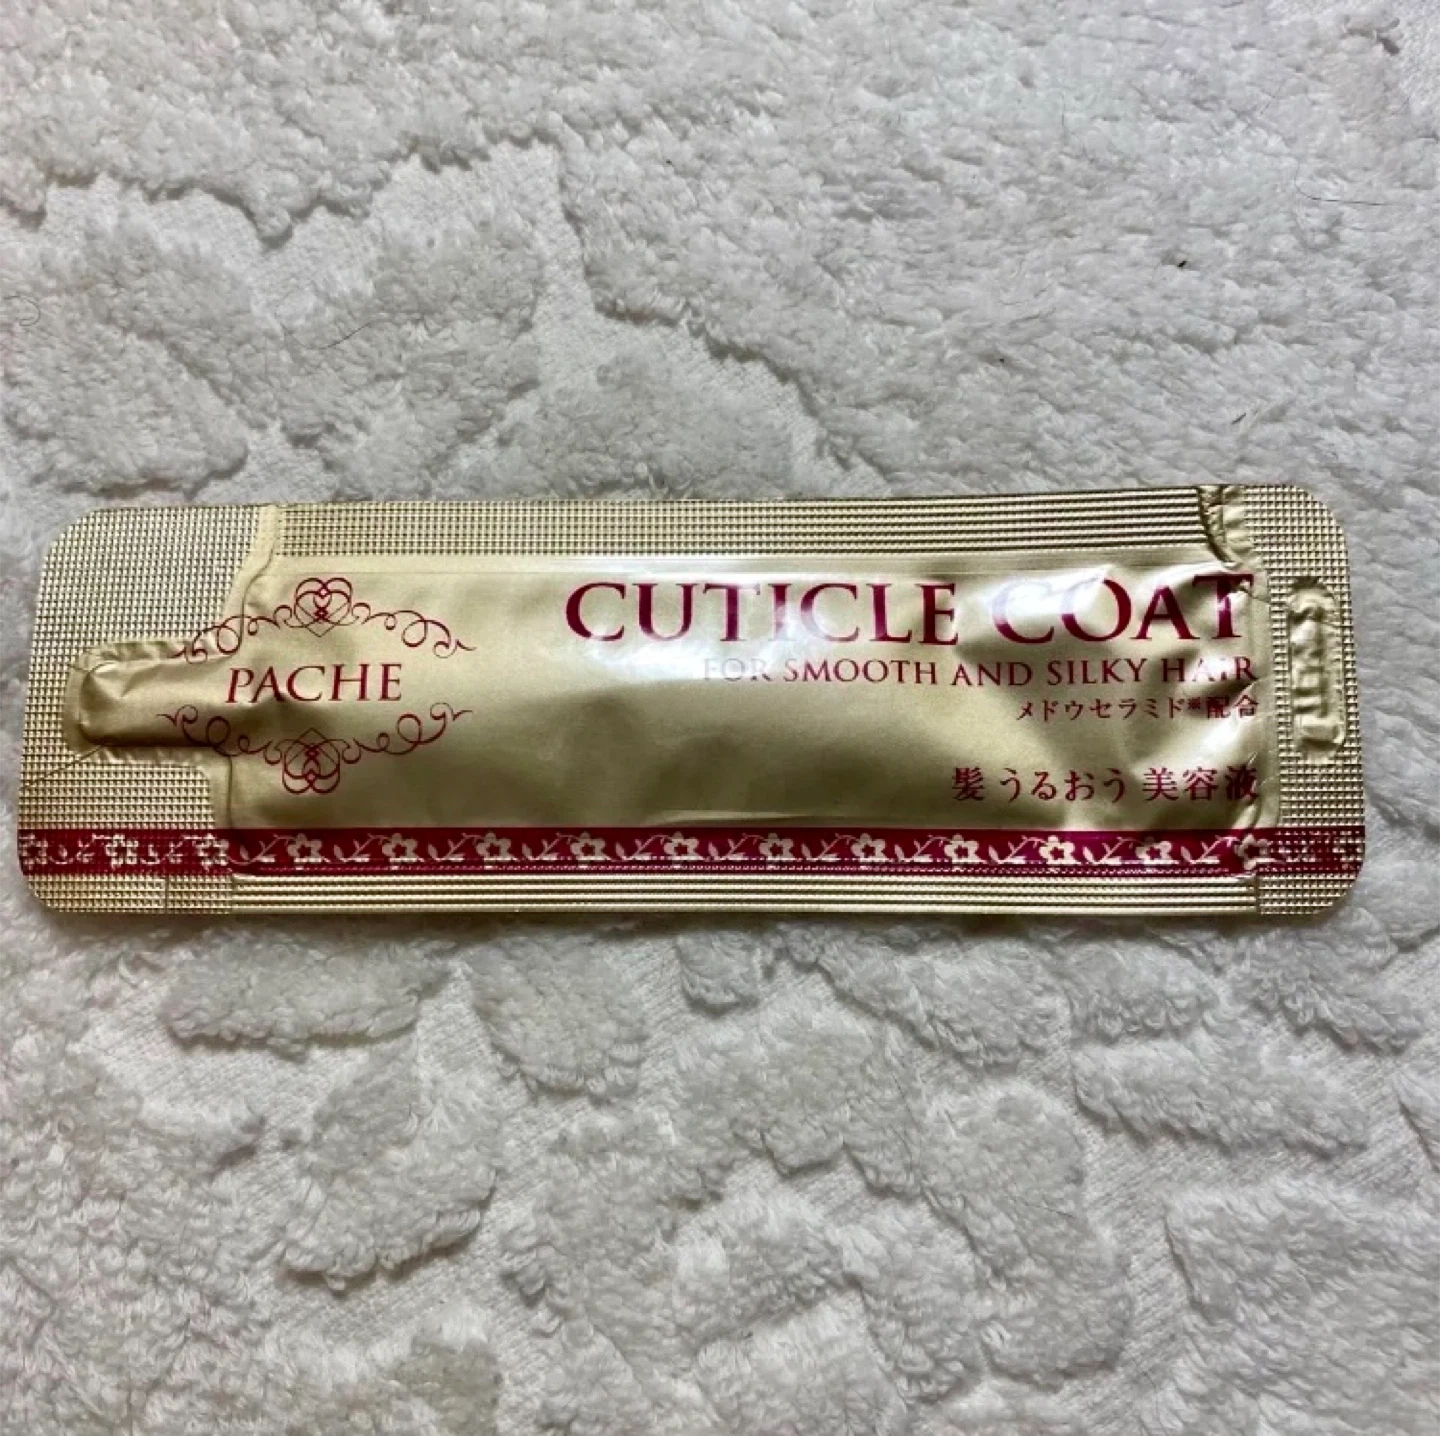 PACHE
CUTICLE COAT
FOR SMOOTH AND SILKY HAIR
メドウセラミド※配合
髪 うるおう 美容液